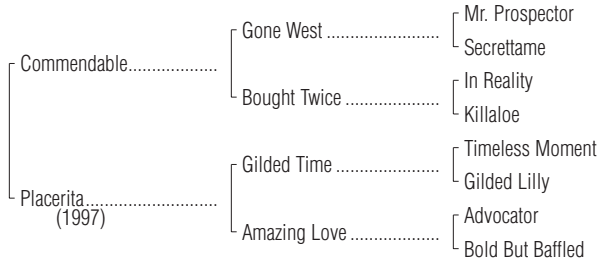 Mr. Prospector
Gone West ....................
Secrettame
Commendable..................
In Reality
Bought Twice .................
Killaloe
Timeless Moment
Gilded Time ..................
Gilded Lilly
Placerita..........................
(1997)
Advocator
Amazing Love ................
Bold But Baffled